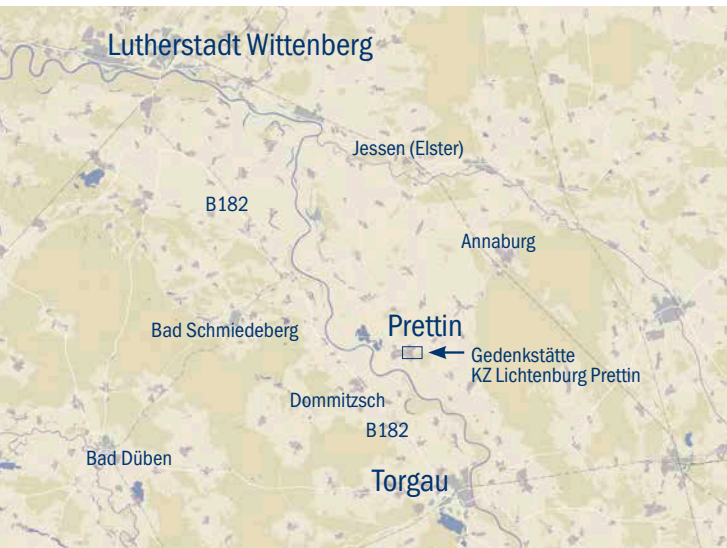 Lutherstadt Wittenberg
Jessen (Elster)
B182
Annaburg
Prettin
Bad Schmiedeberg
Gedenkstätte
KZ Lichtenburg Prettin
Dommitzsch
B182
Bad Düben
Torgau